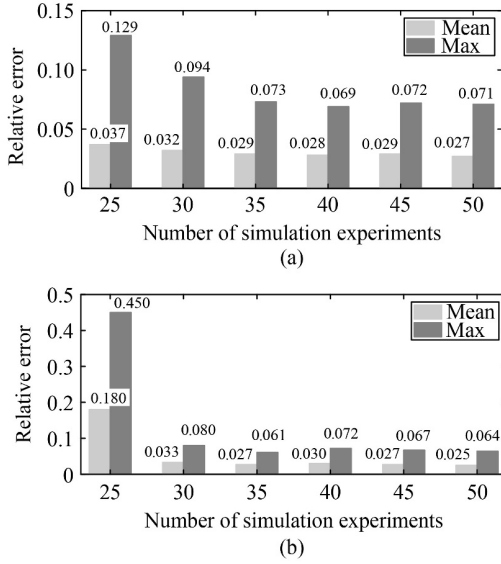 0.15
0.129
Mean
Max
0.094
0.10
0.073
0.069
0.072
0.071
Relative error
0.05
0.037
0.032
0.029
0.028
0.029
0.027
0
25 30 35 40 45 50
Number of simulation experiments
(a)
0.5
0.450
Mean
Max
0.4
Relative error
0.3
0.2
0.180
0.1
0.080
0.061
0.072
0.067
0.064
0.033
0.027
0.030
0.027
0.025
0
25 30 35 40 45 50
Number of simulation experiments
(b)